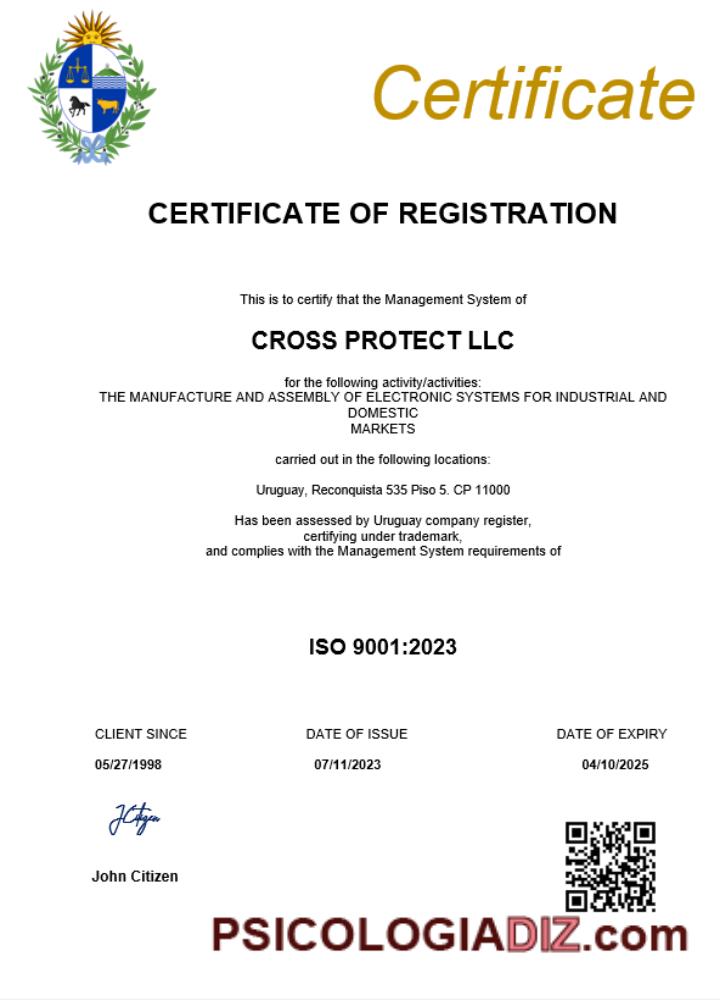 Certificate
CERTIFICATE OF REGISTRATION
This is to certify that the Management System of
CROSS PROTECT LLC
for the following activity/activities:
THE MANUFACTURE AND ASSEMBLY OF ELECTRONIC SYSTEMS FOR INDUSTRIAL AND
DOMESTIC
MARKETS
carried out in the following locations:
Uruguay, Reconquista 535 Piso 5. CP 11000
Has been assessed by Uruguay company register,
certifying under trademark,
and complies with the Management System requirements of
ISO 9001:2023
CLIENT SINCE DATE OF ISSUE DATE OF EXPIRY
05/27/1998 07/11/2023 04/10/2025
JCitizen
John Citizen
PSICOLOGIADIZ.com